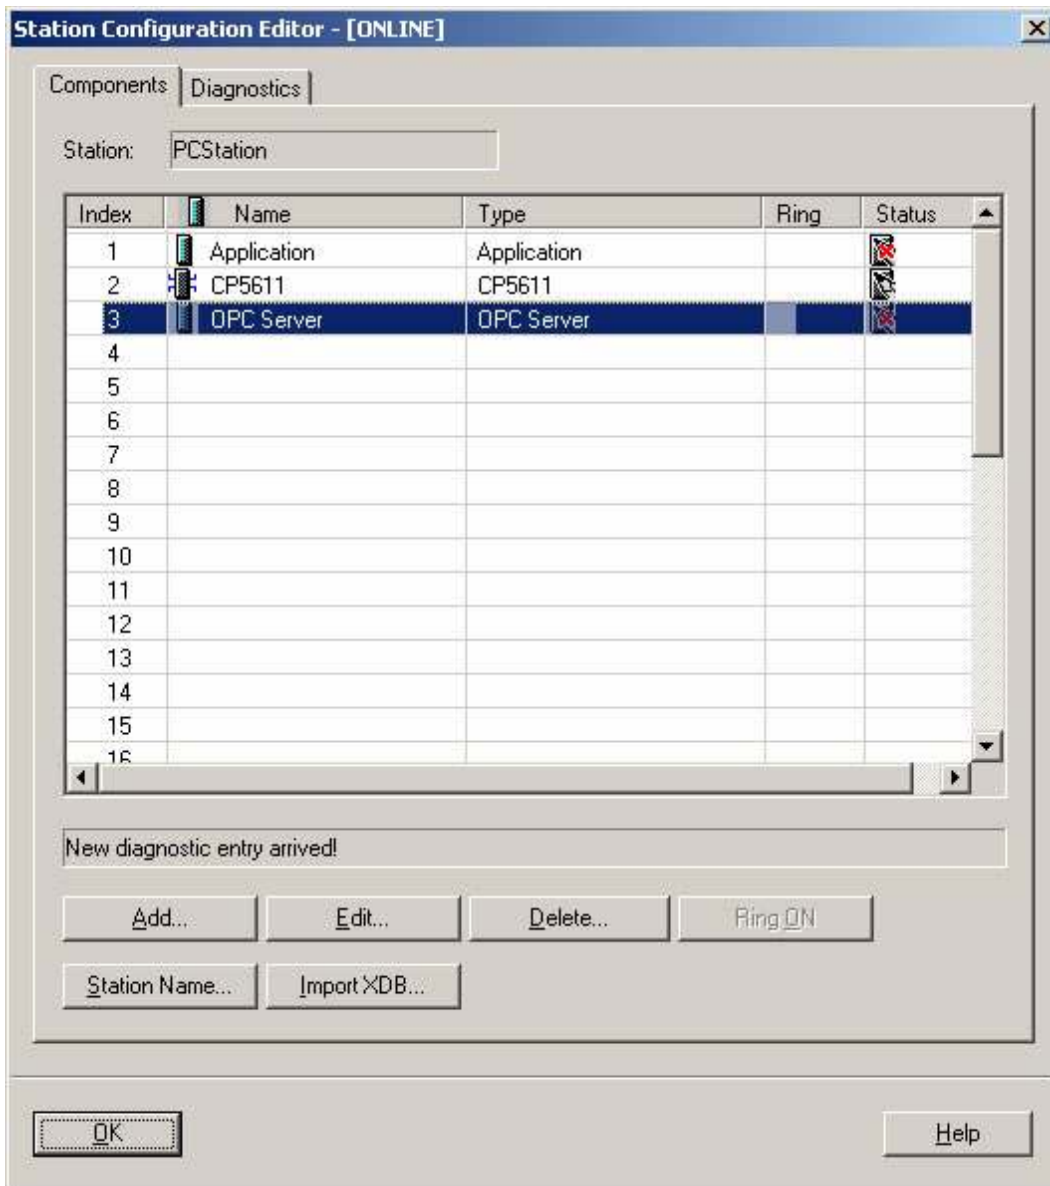 Station Configuration Editor - [ONLINE]
Components Diagnostics
Station: PCStation
Index Name Type Ring Status
1 Application Application
2 CP5611 CP5611
3 OPC Server OPC Server
4
5
6
7
8
9
10
11
12
13
14
15
16
New diagnostic entry arrived!
Add... Edit... Delete... Ring ON
Station Name... Import XDB...
OK Help